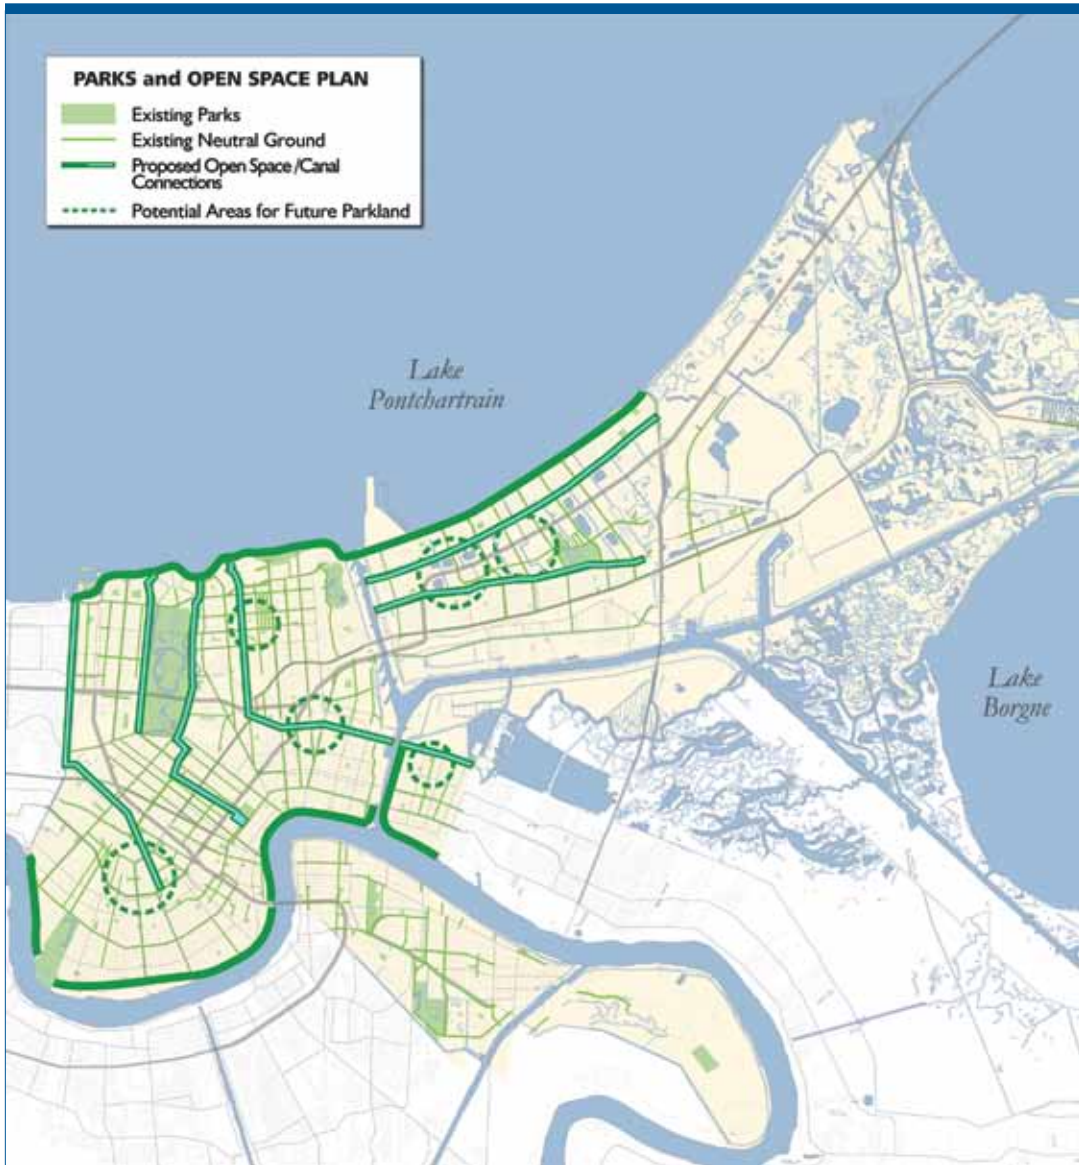 PARKS and OPEN SPACE PLAN
Existing Parks
Existing Neutral Ground
Proposed Open Space/Canal
Connections
Potential Areas for Future Parkland
Lake
Pontchartrain
Lake
Borgne